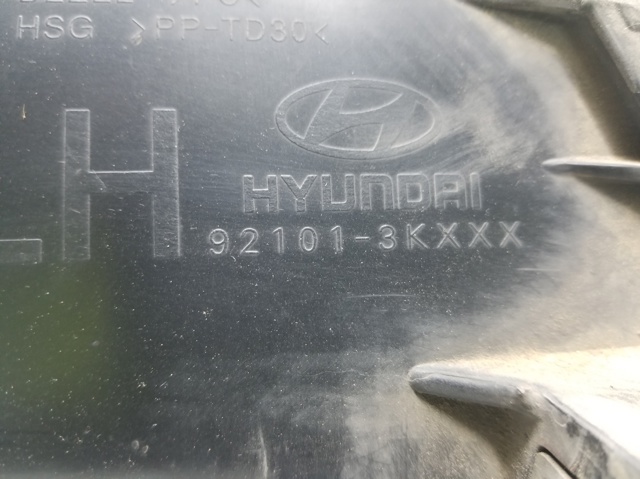 HSG >PP-TD30<
LH
HYUNDAI
92101-3KXXX